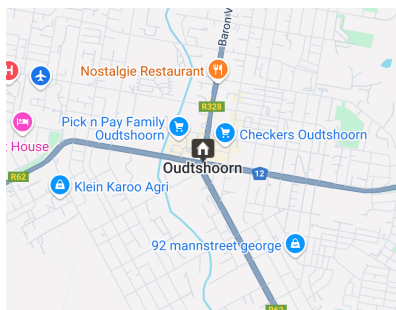 Baron V
Nostalgie Restaurant
R328
Pick n Pay Family
Oudtshoorn
Checkers Oudtshoorn
t House
Oudtshoorn
12
R62
Klein Karoo Agri
92 mannstreet george
R62